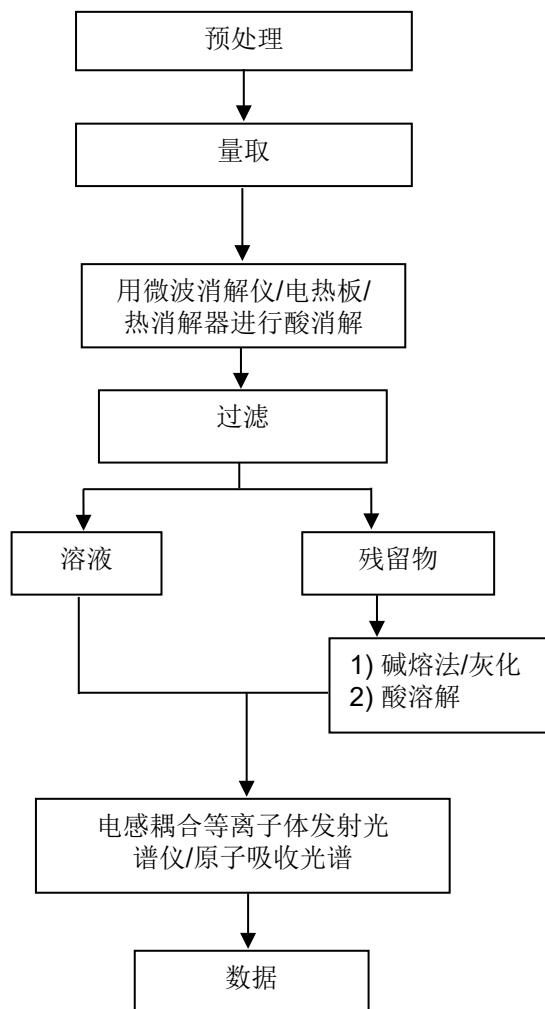 预处理
量取
用微波消解仪/电热板/
热消解器进行酸消解
过滤
溶液
残留物
1) 碱熔法/灰化
2) 酸溶解
电感耦合等离子体发射光
谱仪/原子吸收光谱
数据